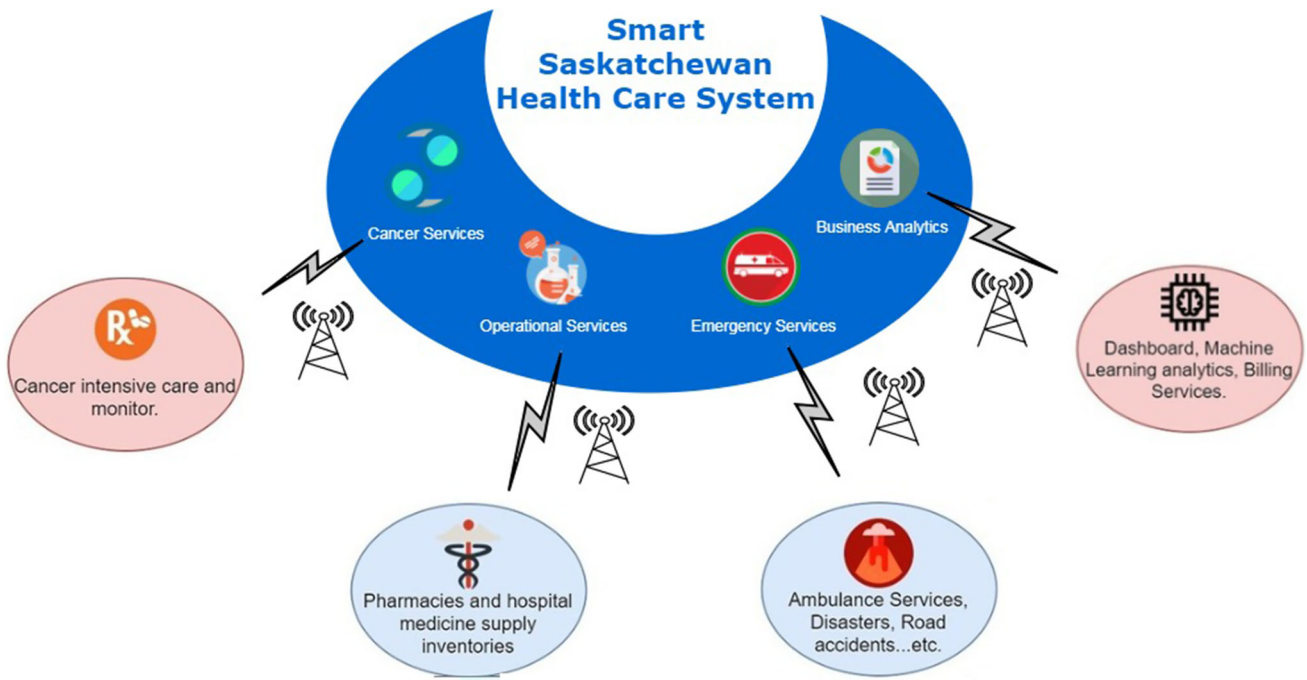 Smart
Saskatchewan
Health Care System
Cancer Services
Operational Services
Emergency Services
Business Analytics
Rx
Cancer intensive care and
monitor.
Pharmacies and hospital
medicine supply
inventories
Ambulance Services,
Disasters, Road
accidents...etc.
Dashboard, Machine
Learning analytics, Billing
Services.